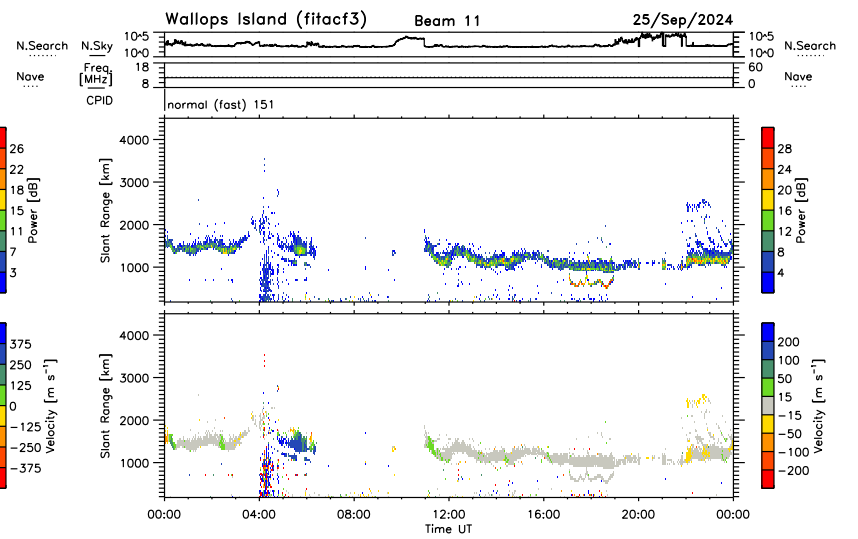 Wallops Island (fitacf3) Beam 11 25/Sep/2024
N.Search N.Sky 10^5 10^5 N.Search
10^0 10^0
Nave Freq. [MHz] 18 60 Nave
8 0
CPID normal (fast) 151
Power [dB] 26 22 18 15 11 7 3
Slant Range [km] 4000 3000 2000 1000
28 24 20 16 12 8 4 Power [dB]
375 250 125 0 −125 −250 −375 Velocity [m s⁻¹]
Slant Range [km] 4000 3000 2000 1000
200 100 50 15 −15 −50 −100 −200 Velocity [m s⁻¹]
00:00 04:00 08:00 12:00 16:00 20:00 00:00
Time UT